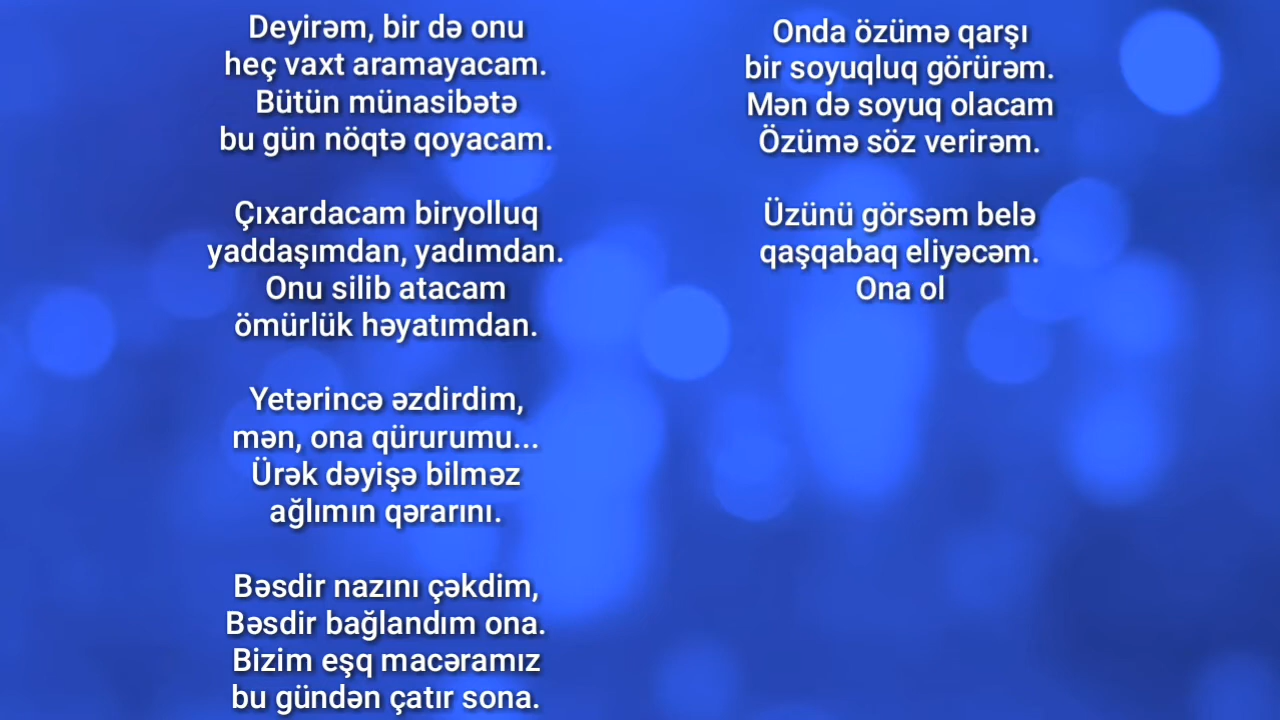 Deyirəm, bir də onu
heç vaxt aramayacam.
Bütün münasibətə
bu gün nöqtə qoyacam.
Çıxardacam biryolluq
yaddaşımdan, yadımdan.
Onu silib atacam
ömürlük həyatımdan.
Yetərincə əzdirdim,
mən, ona qürurumu...
Ürək dəyişə bilməz
ağlımın qərarını.
Bəsdir nazını çəkdim,
Bəsdir bağlandım ona.
Bizim eşq macəramız
bu gündən çatır sona.
Onda özümə qarşı
bir soyuqluq görürəm.
Mən də soyuq olacam
Özümə söz verirəm.
Üzünü görsəm belə
qaşqabaq eliyəcəm.
Ona ol